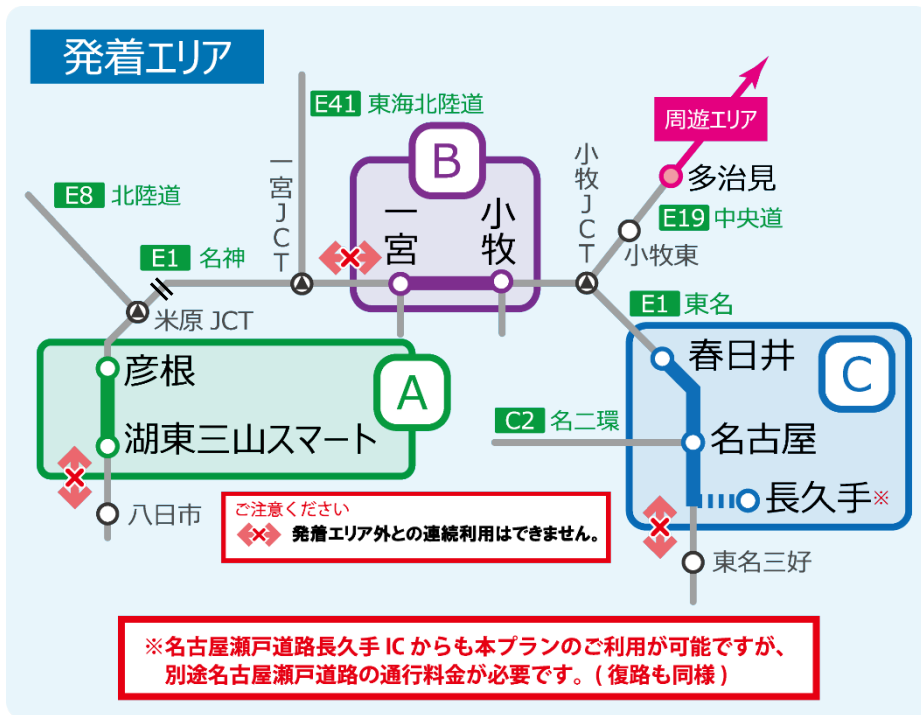 発着エリア
E41 東海北陸道
周遊エリア
B
一宮JCT
小牧JCT
多治見
E8 北陸道
一宮
小牧
E19 中央道
小牧東
E1 名神
米原 JCT
E1 東名
彦根
A
春日井
C
湖東三山スマート
C2 名二環
名古屋
八日市
長久手※
ご注意ください
発着エリア外との連続利用はできません。
東名三好
※名古屋瀬戸道路長久手 IC からも本プランのご利用が可能ですが、
別途名古屋瀬戸道路の通行料金が必要です。( 復路も同様 )